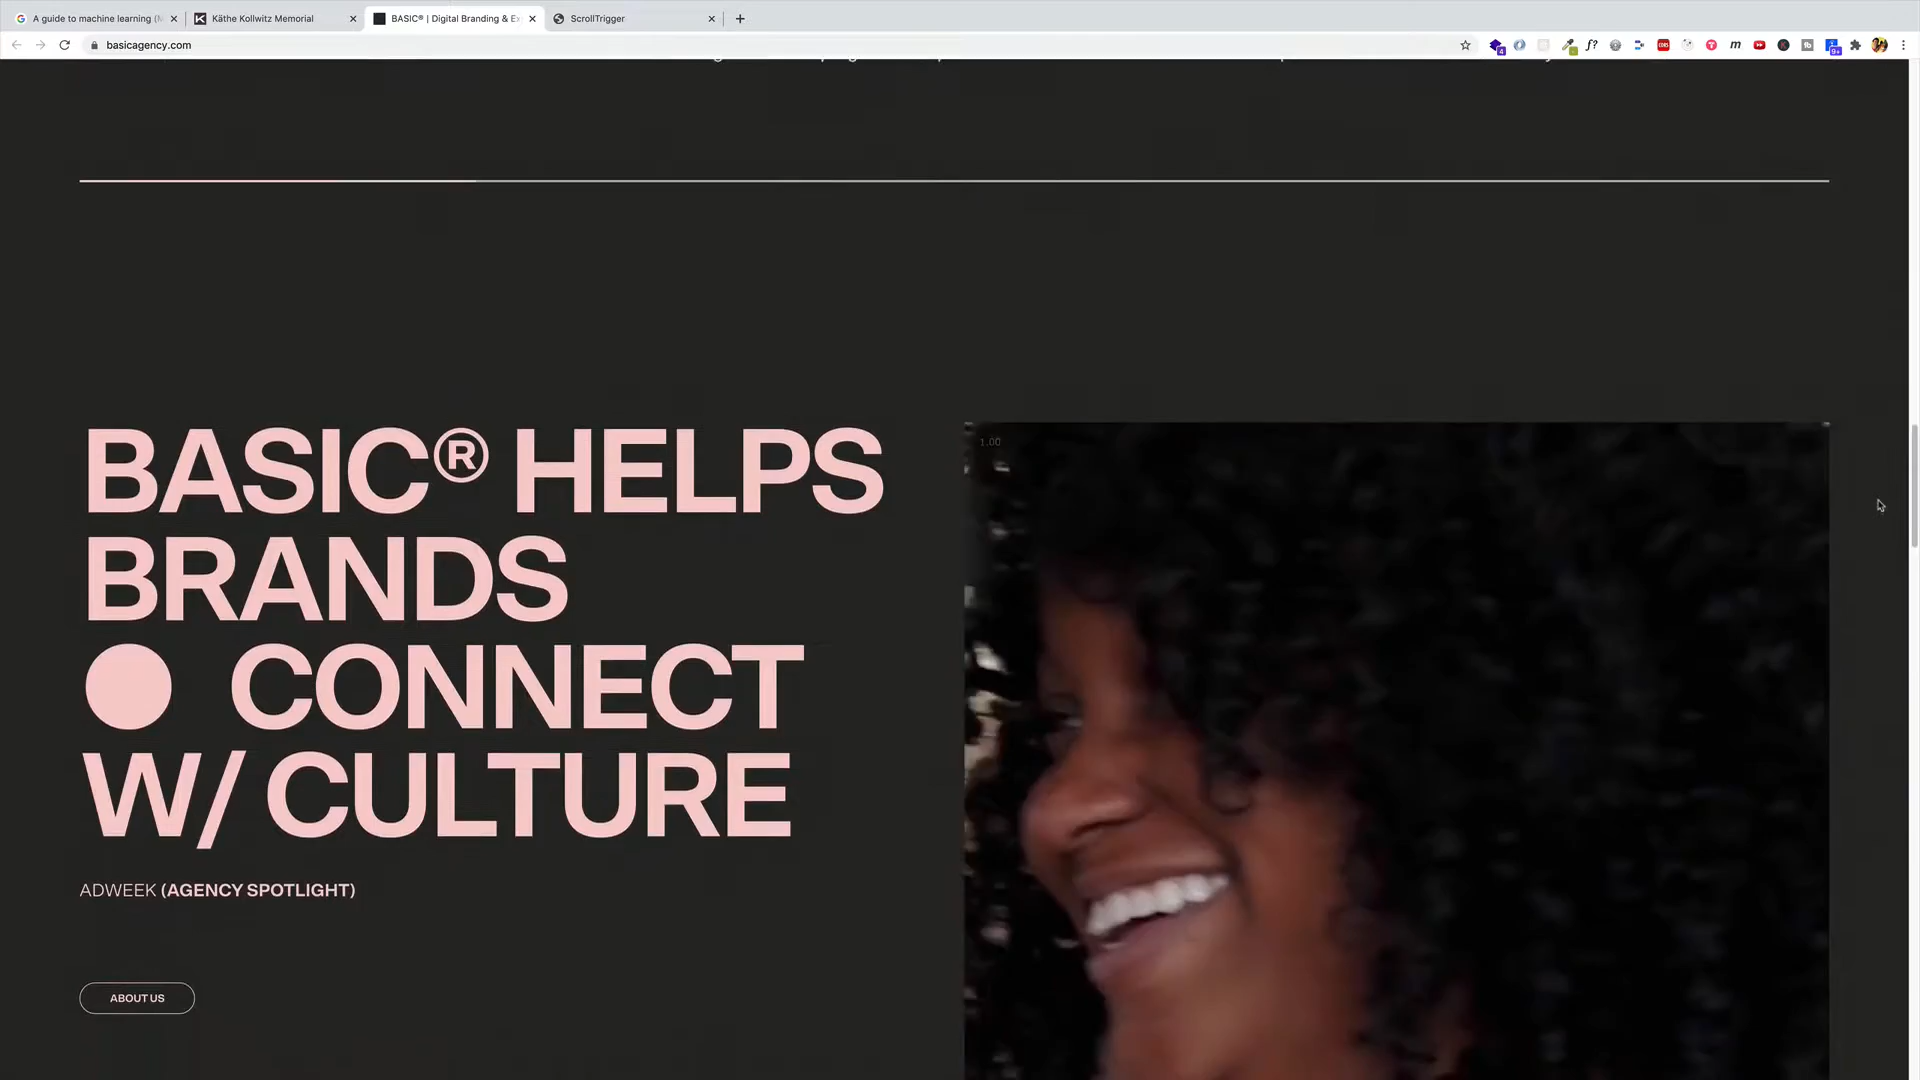 A guide to machine learning (M
Käthe Kollwitz Memorial
BASIC® | Digital Branding & Ex
ScrollTrigger
basicagency.com
BASIC® HELPS
BRANDS
CONNECT
W/ CULTURE
1.00
ADWEEK (AGENCY SPOTLIGHT)
ABOUT US